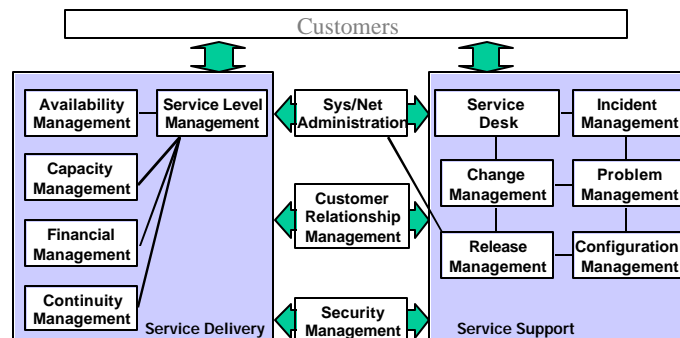 Customers
Availability
Management
Service Level
Management
Capacity
Management
Financial
Management
Continuity
Management
Service Delivery
Sys/Net
Administration
Customer
Relationship
Management
Security
Management
Service
Desk
Incident
Management
Change
Management
Problem
Management
Release
Management
Configuration
Management
Service Support